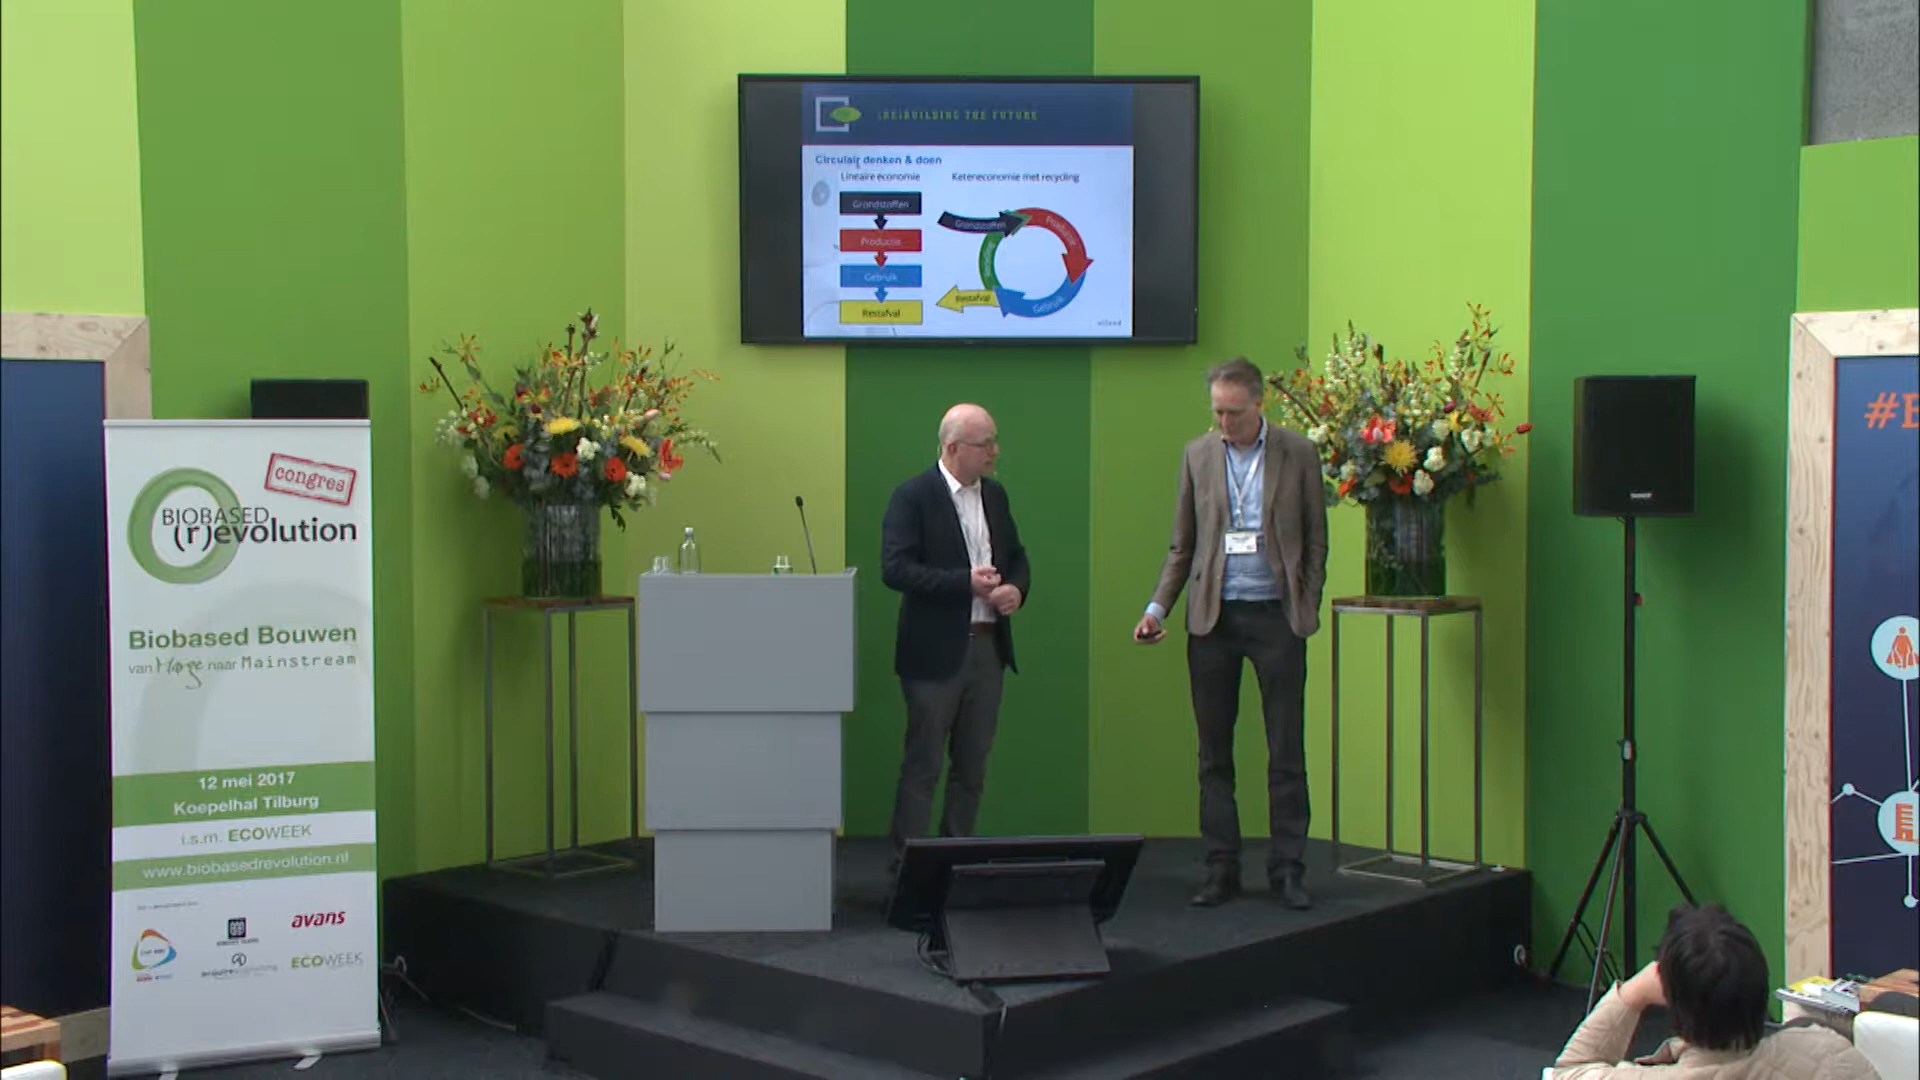 (RE)BUILDING THE FUTURE
Circulair denken & doen
Lineaire economie
Keteneconomie met recycling
Grondstoffen
Productie
Gebruik
Restafval
Grondstoffen
Productie
Gebruik
Restafval
congres
BIOBASED
(r)evolution
Biobased Bouwen
van Marge naar Mainstream
12 mei 2017
Koepelhal Tilburg
i.s.m. ECOWEEK
www.biobasedrevolution.nl
avans
ECOWEEK